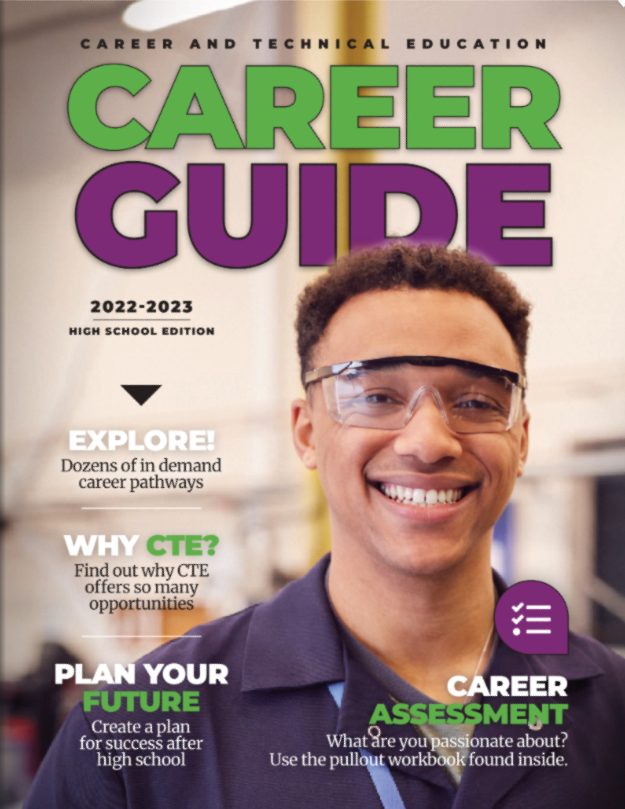 CAREER AND TECHNICAL EDUCATION
CAREER
GUIDE
2022-2023
HIGH SCHOOL EDITION
EXPLORE!
Dozens of in demand
career pathways
WHY CTE?
Find out why CTE
offers so many
opportunities
PLAN YOUR
FUTURE
Create a plan
for success after
high school
CAREER
ASSESSMENT
What are you passionate about?
Use the pullout workbook found inside.